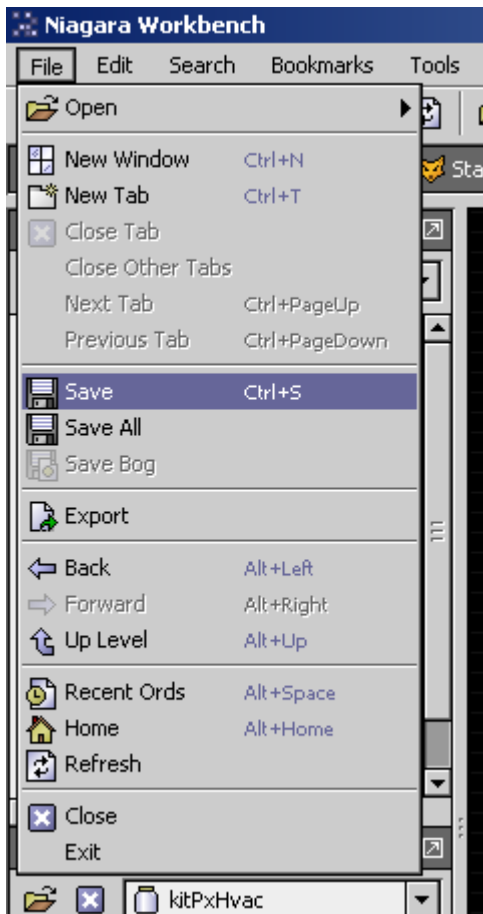 Niagara Workbench
File Edit Search Bookmarks Tools
Open
New Window Ctrl+N
New Tab Ctrl+T
Close Tab
Close Other Tabs
Next Tab Ctrl+PageUp
Previous Tab Ctrl+PageDown
Save Ctrl+S
Save All
Save Bog
Export
Back Alt+Left
Forward Alt+Right
Up Level Alt+Up
Recent Ords Alt+Space
Home Alt+Home
Refresh
Close
Exit
Sta
kitPxHvac